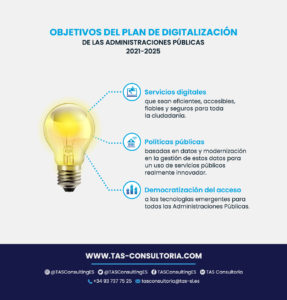 OBJETIVOS DEL PLAN DE DIGITALIZACIÓN
DE LAS ADMINISTRACIONES PÚBLICAS
2021-2025
Servicios digitales
que sean eficientes, accesibles,
fiables y seguros para toda
la ciudadanía.
Políticas públicas
basadas en datos y modernización
en la gestión de estos datos para
un uso de servicios públicos
realmente innovador.
Democratización del acceso
a las tecnologías emergentes para
todas las Administraciones Públicas.
WWW.TAS-CONSULTORIA.COM
@TASConsultingES @TASConsultingES @TASConsultingES TAS Consultoría
+34 93 737 75 25 tasconsultoria@tas-sl.es